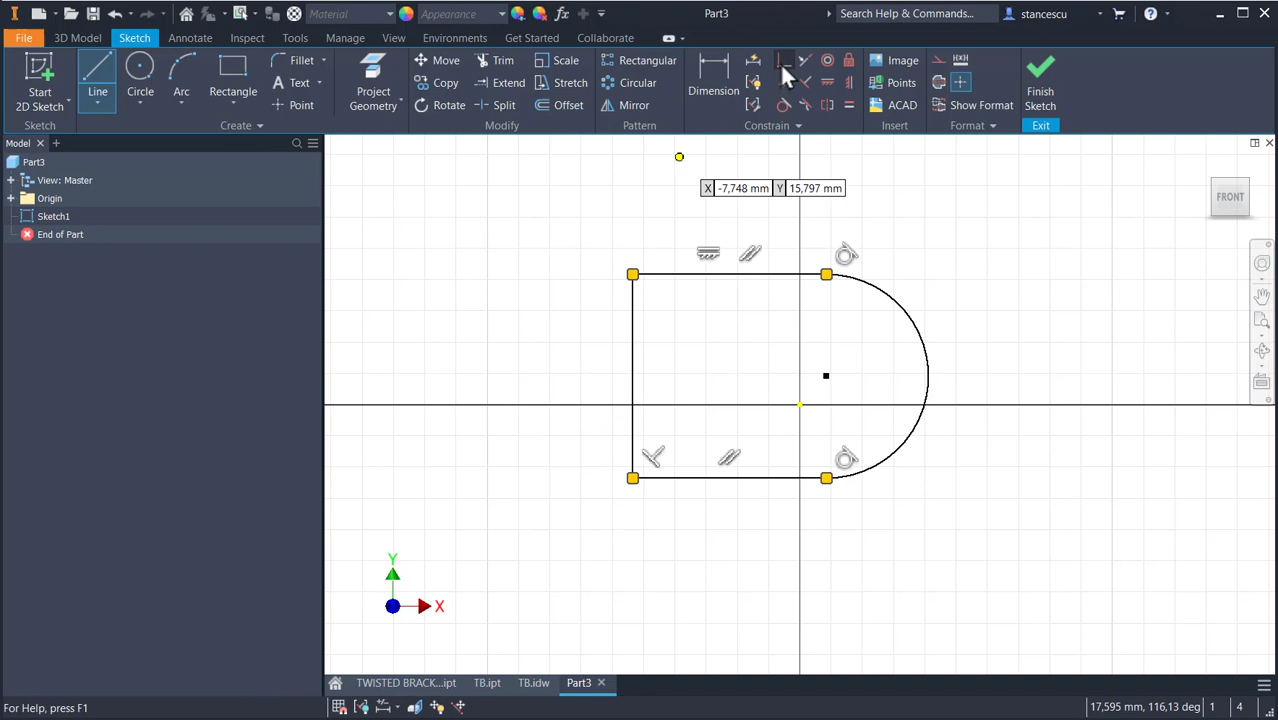 Material
Appearance
Part3
Search Help & Commands...
stancescu
File
3D Model
Sketch
Annotate
Inspect
Tools
Manage
View
Environments
Get Started
Collaborate
Start
2D Sketch
Line
Circle
Arc
Rectangle
Fillet
Text
Point
Project
Geometry
Move
Copy
Rotate
Trim
Extend
Split
Scale
Stretch
Offset
Rectangular
Circular
Mirror
Dimension
Image
Points
ACAD
Show Format
Finish
Sketch
Sketch
Create
Modify
Pattern
Constrain
Insert
Format
Exit
Model
Part3
View: Master
Origin
Sketch1
End of Part
X -7,748 mm Y 15,797 mm
FRONT
Y
X
TWISTED BRACK...ipt
TB.ipt
TB.idw
Part3
For Help, press F1
17,595 mm, 116,13 deg
1
4